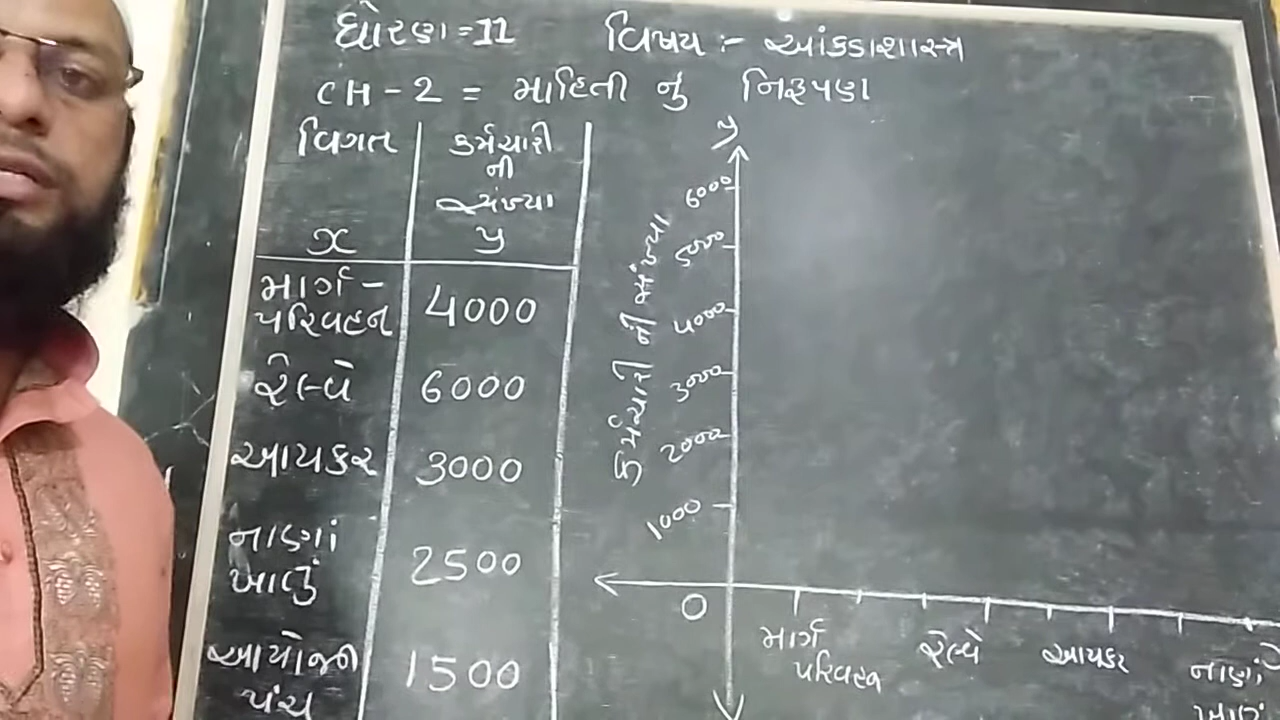 ધોરણ=11 વિષય :- આંકડાશાસ્ત્ર
CH-2 = માહિતી નું નિરૂપણ
વિગત
x
કર્મચારી
ની
સંખ્યા
y
માર્ગ -
પરિવહન
4000
રેલ્વે
6000
આયકર
3000
નાણાં
ખાતું
2500
આયોજન
પંચ
1500
y
6000
5000
4000
3000
2000
1000
કર્મચારી ની સંખ્યા
0
માર્ગ
પરિવહન
રેલ્વે
આયકર
નાણાં
ખાતું